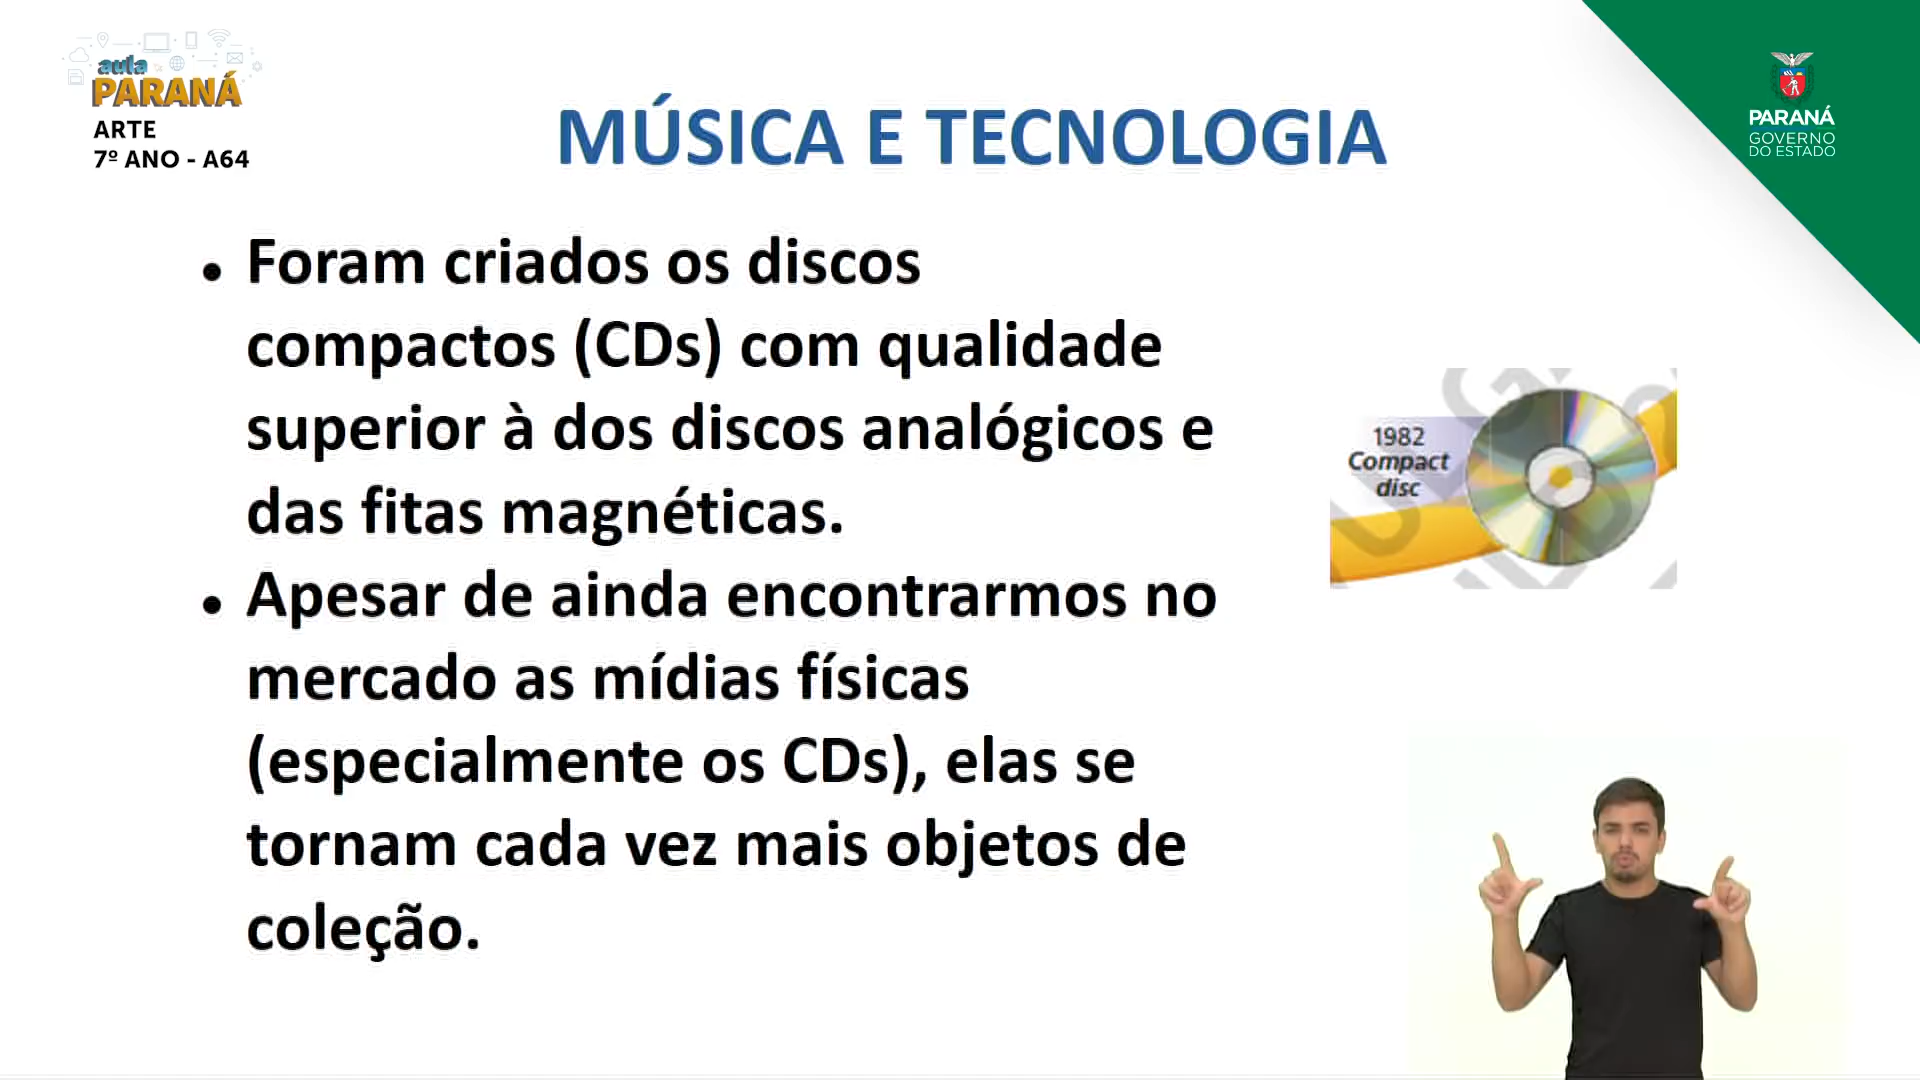 aula
PARANÁ
ARTE
7º ANO - A64
MÚSICA E TECNOLOGIA
PARANÁ
GOVERNO
DO ESTADO
• Foram criados os discos
compactos (CDs) com qualidade
superior à dos discos analógicos e
das fitas magnéticas.
• Apesar de ainda encontrarmos no
mercado as mídias físicas
(especialmente os CDs), elas se
tornam cada vez mais objetos de
coleção.
1982
Compact
disc